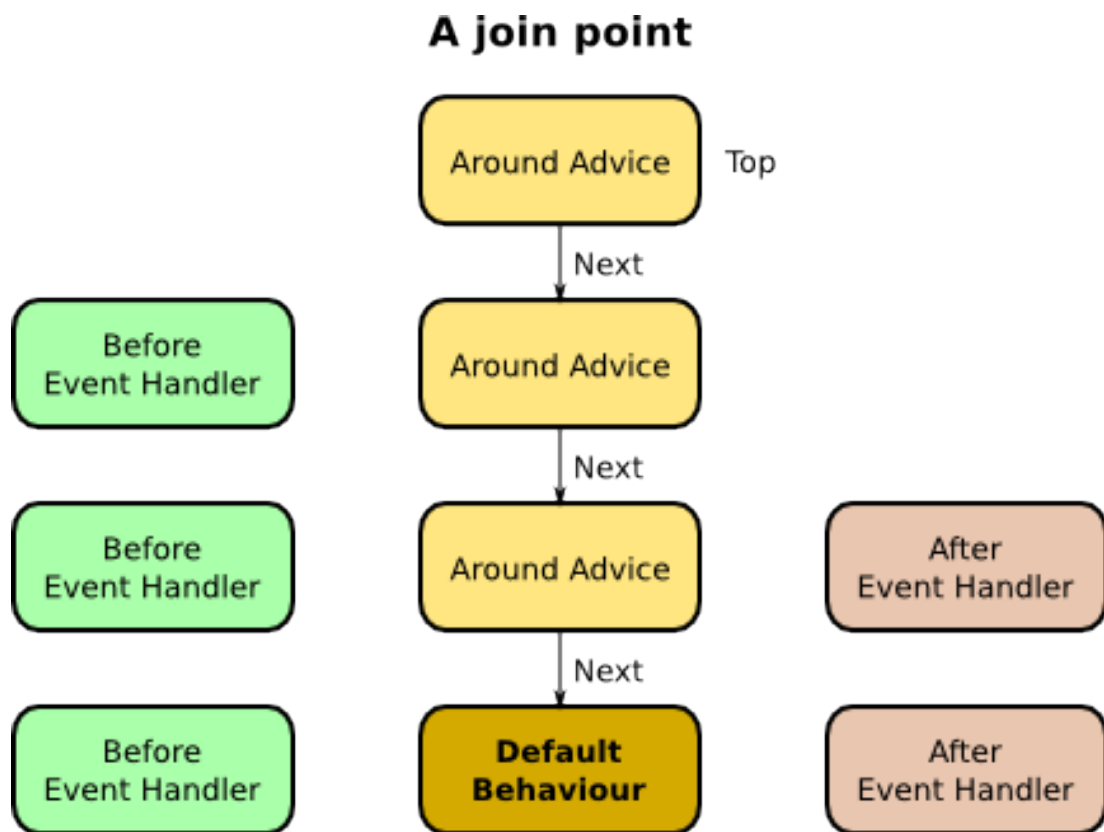 A join point
Around Advice
Top
Next
Before
Event Handler
Around Advice
Next
Before
Event Handler
Around Advice
After
Event Handler
Next
Before
Event Handler
Default
Behaviour
After
Event Handler